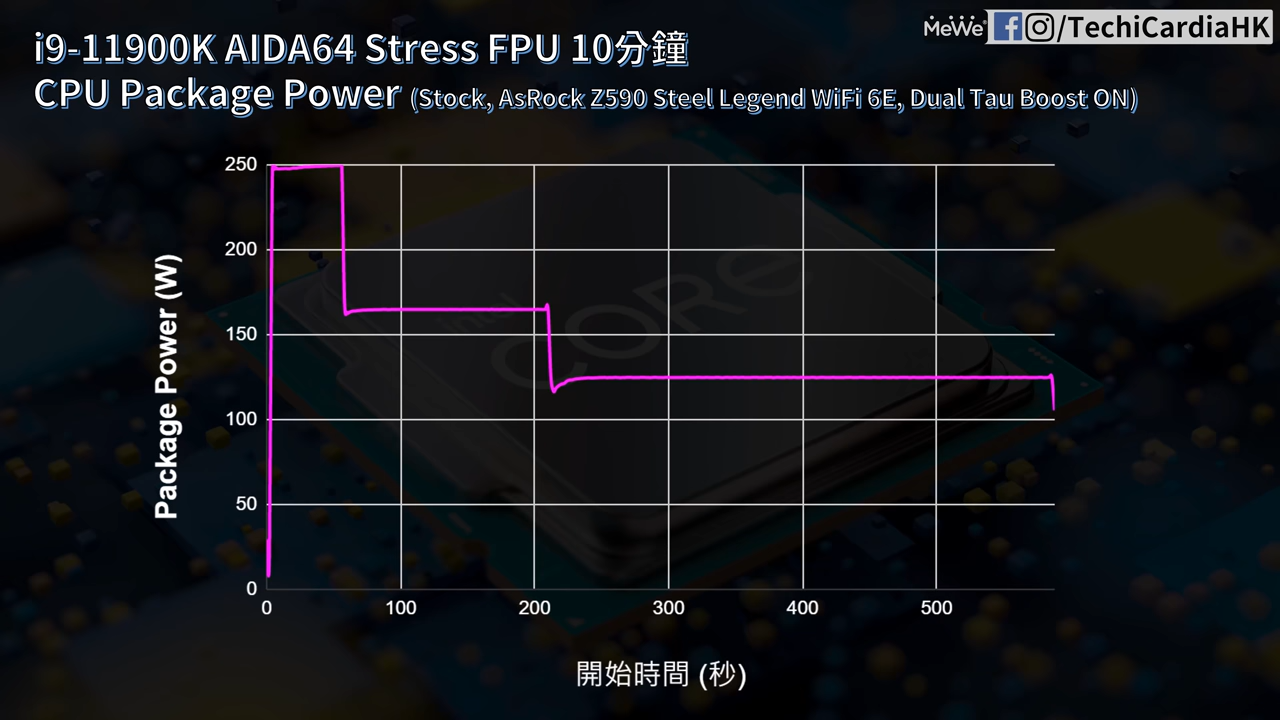 i9-11900K AIDA64 Stress FPU 10分鐘
MeWe /TechiCardiaHK
CPU Package Power (Stock, AsRock Z590 Steel Legend WiFi 6E, Dual Tau Boost ON)
250
200
150
100
50
0
Package Power (W)
intel
CORE
0 100 200 300 400 500
開始時間 (秒)